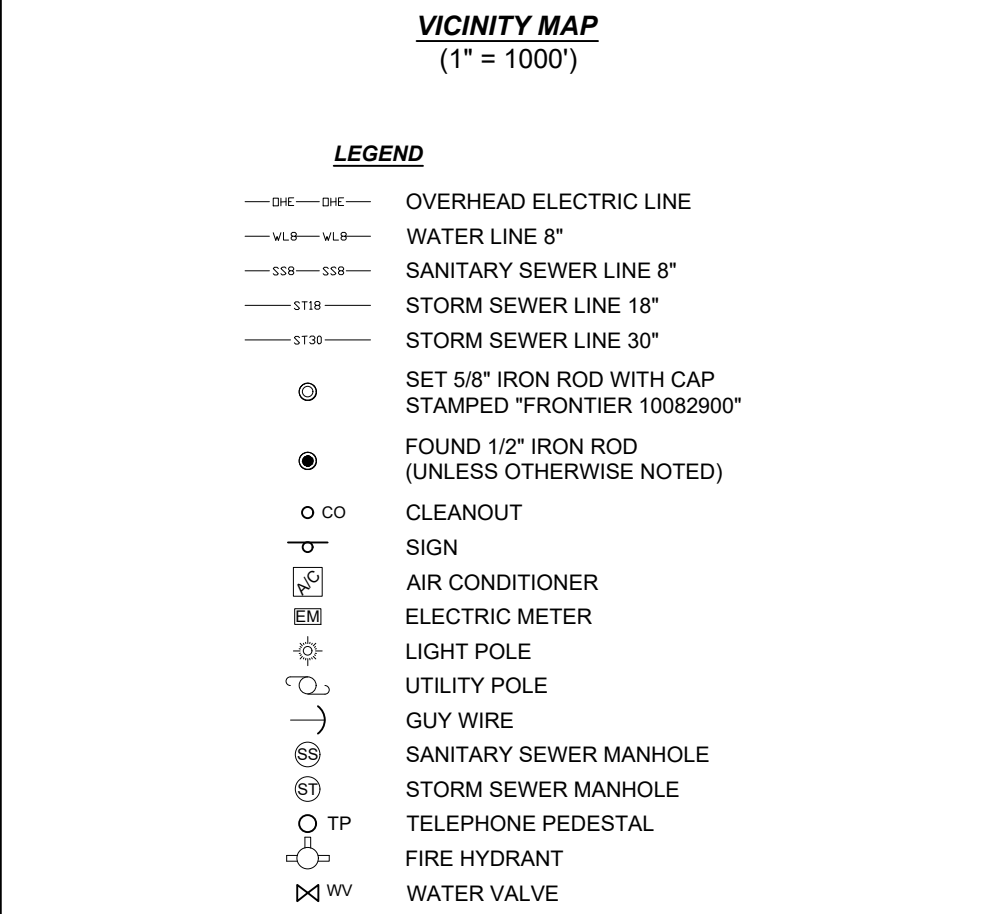 VICINITY MAP
(1" = 1000')
LEGEND
OHE OHE OVERHEAD ELECTRIC LINE
WL8 WL8 WATER LINE 8"
SS8 SS8 SANITARY SEWER LINE 8"
ST18 STORM SEWER LINE 18"
ST30 STORM SEWER LINE 30"
SET 5/8" IRON ROD WITH CAP
STAMPED "FRONTIER 10082900"
FOUND 1/2" IRON ROD
(UNLESS OTHERWISE NOTED)
CO CLEANOUT
SIGN
A/C AIR CONDITIONER
EM ELECTRIC METER
LIGHT POLE
UTILITY POLE
GUY WIRE
SS SANITARY SEWER MANHOLE
ST STORM SEWER MANHOLE
TP TELEPHONE PEDESTAL
FIRE HYDRANT
WV WATER VALVE